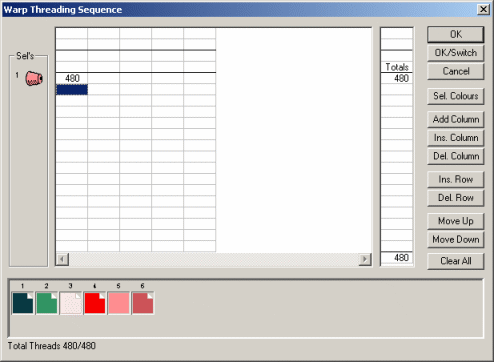 Warp Threading Sequence
OK
Sel's
OK/Switch
Totals
Cancel
1
480
480
Sel. Colours
Add Column
Ins. Column
Del. Column
Ins. Row
Del. Row
Move Up
Move Down
480
Clear All
1 2 3 4 5 6
Total Threads 480/480